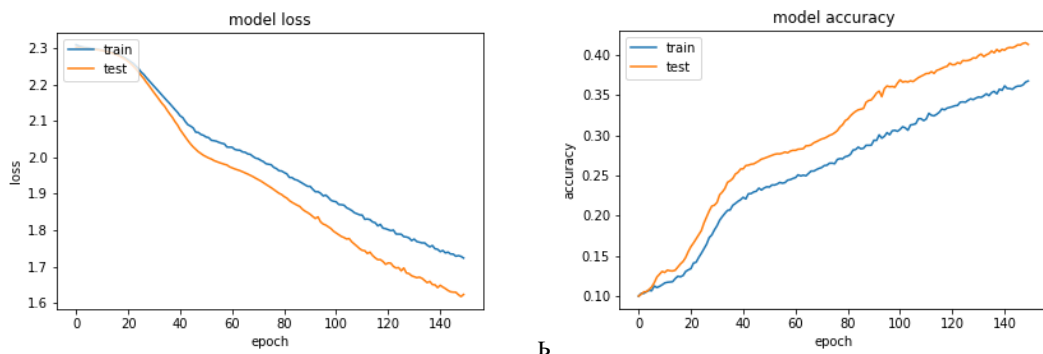 model loss
train
test
2.3
2.2
2.1
2.0
1.9
1.8
1.7
1.6
loss
0 20 40 60 80 100 120 140
epoch
model accuracy
train
test
0.40
0.35
0.30
0.25
0.20
0.15
0.10
accuracy
0 20 40 60 80 100 120 140
epoch